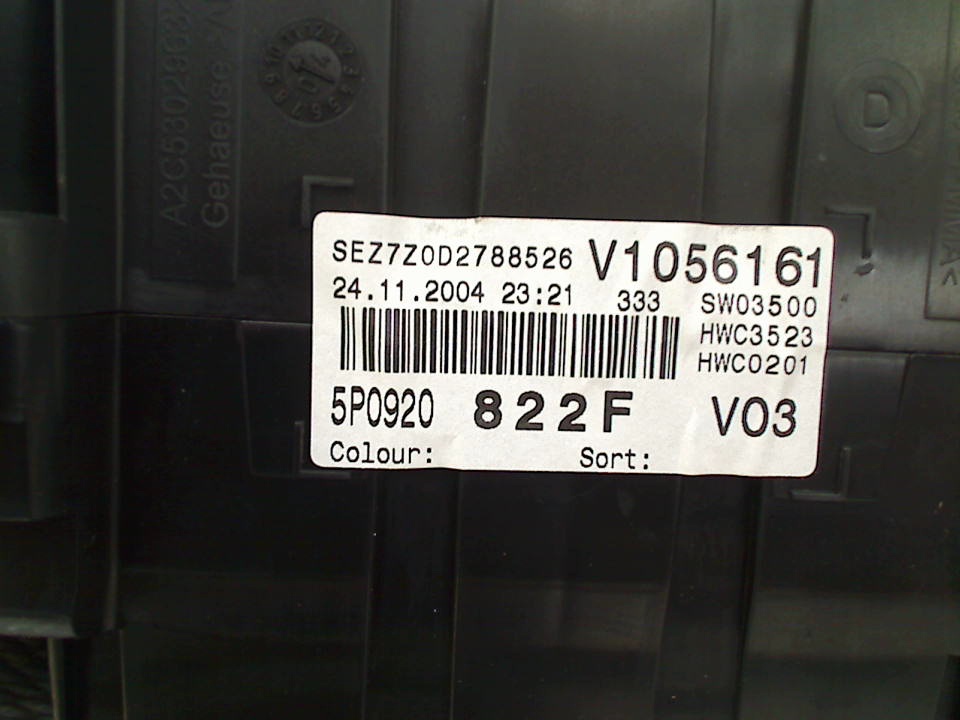 SEZ7Z0D2788526 V1056161
24.11.2004 23:21 333 SW03500
HWC3523
HWC0201
5P0920 822F V03
Colour: Sort:
Gehaeuse
D